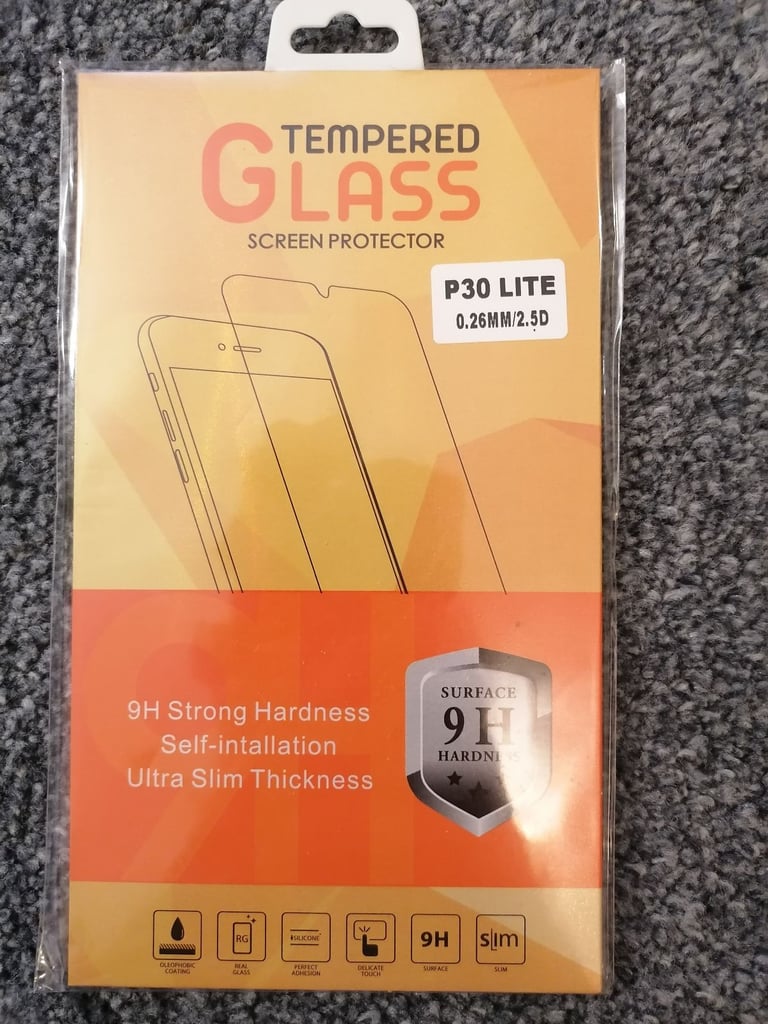 TEMPERED
GLASS
SCREEN PROTECTOR
P30 LITE
0.26MM/2.5D
9H Strong Hardness
Self-intallation
Ultra Slim Thickness
SURFACE
9H
HARDNESS
9H
RG
SILICONE
9H
slim
OLEOPHOBIC
COATING
REAL
GLASS
PERFECT
ADHESION
DELICATE
TOUCH
SURFACE
SLIM